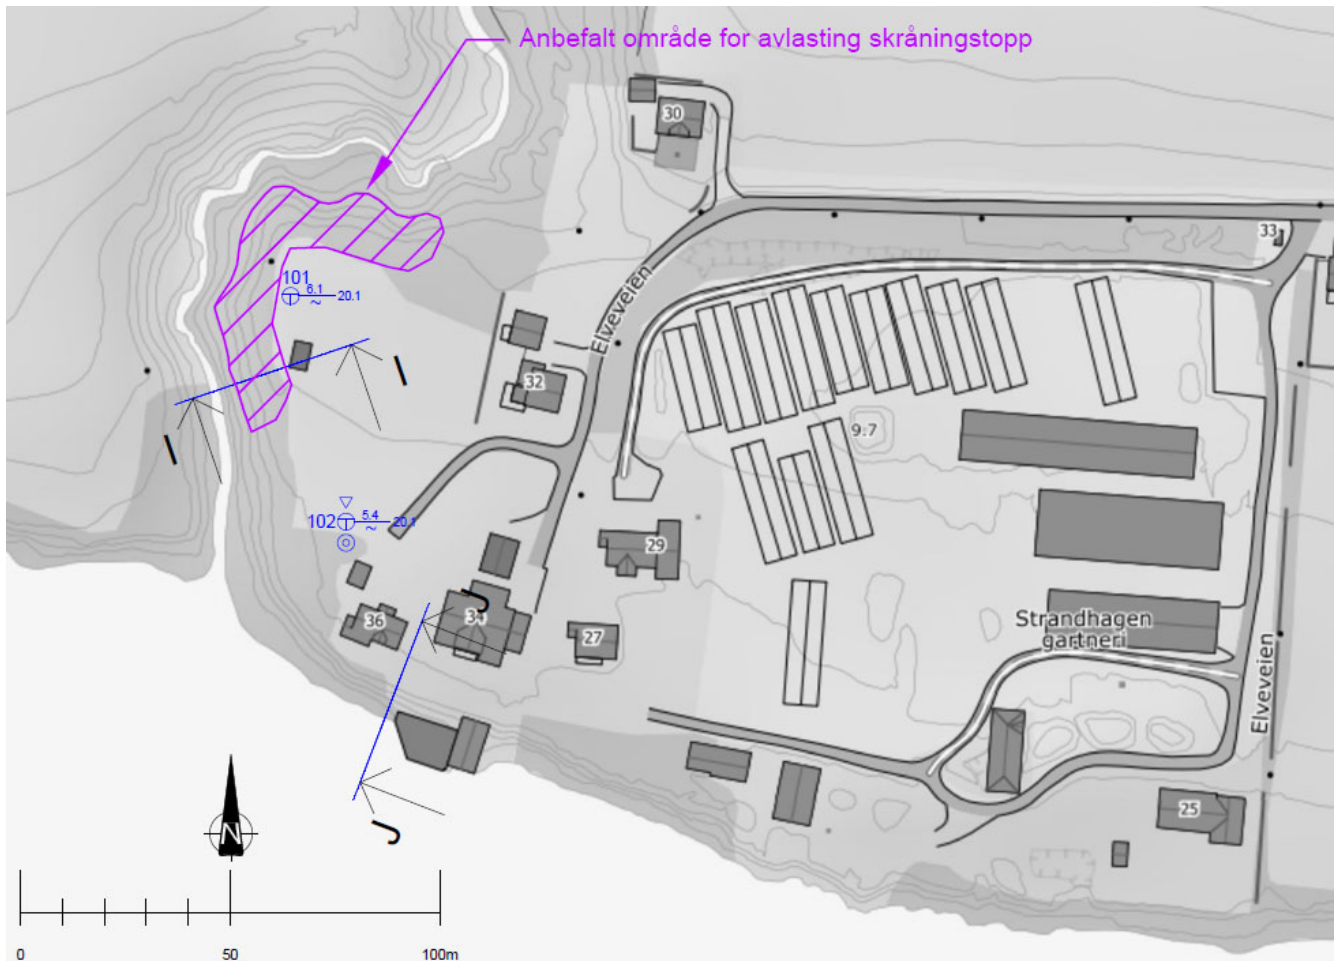 Anbefalt område for avlasting skråningstopp
30
33
101
6.1
~
20.1
Elveveien
I
32
9.7
I
102
5.4
~
20.1
29
J
36
34
27
Strandhagen
gartneri
Elveveien
25
J
N
0
50
100m